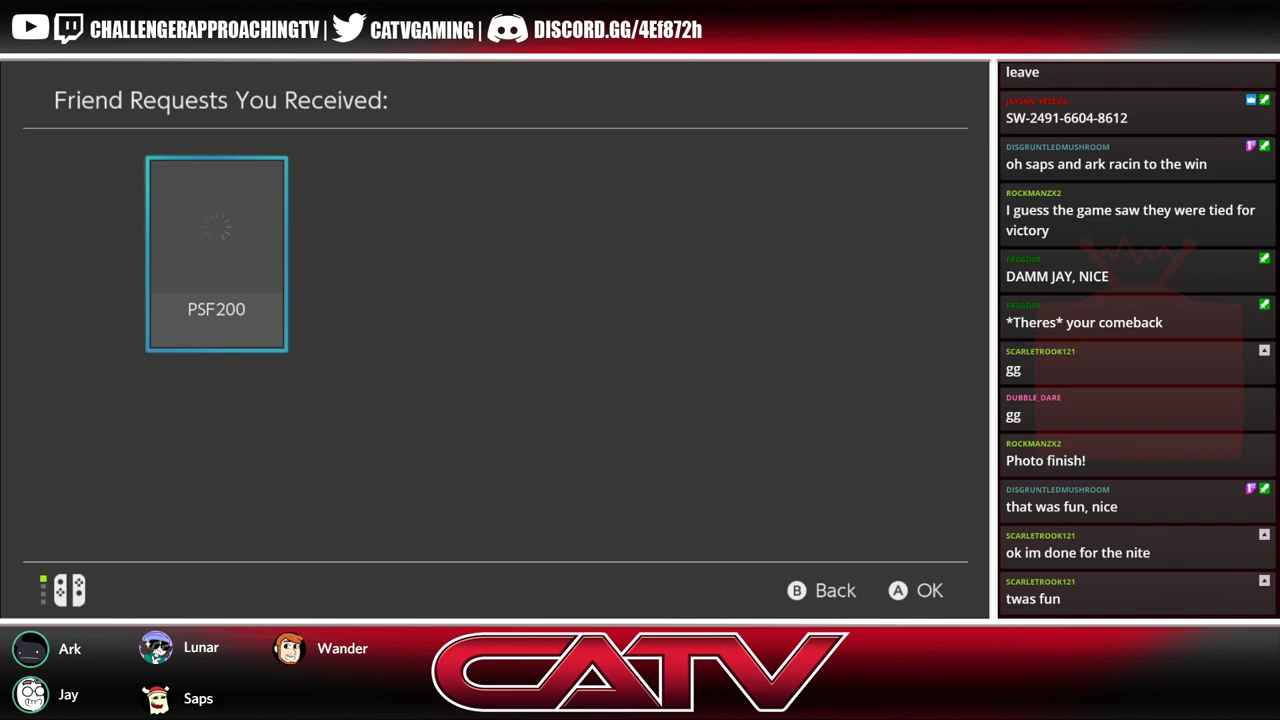 CHALLENGERAPPROACHINGTV | CATVGAMING | DISCORD.GG/4Ef872h
Friend Requests You Received:
PSF200
B Back A OK
leave
JAYSAN_YESEVIL
SW-2491-6604-8612
DISGRUNTLEDMUSHROOM
oh saps and ark racin to the win
ROCKMANZX2
I guess the game saw they were tied for
victory
FR0GD0R
DAMM JAY, NICE
FR0GD0R
*Theres* your comeback
SCARLETROOK121
gg
DUBBLE_DARE
gg
ROCKMANZX2
Photo finish!
DISGRUNTLEDMUSHROOM
that was fun, nice
SCARLETROOK121
ok im done for the nite
SCARLETROOK121
twas fun
Ark
Lunar
Wander
Jay
Saps
CATV